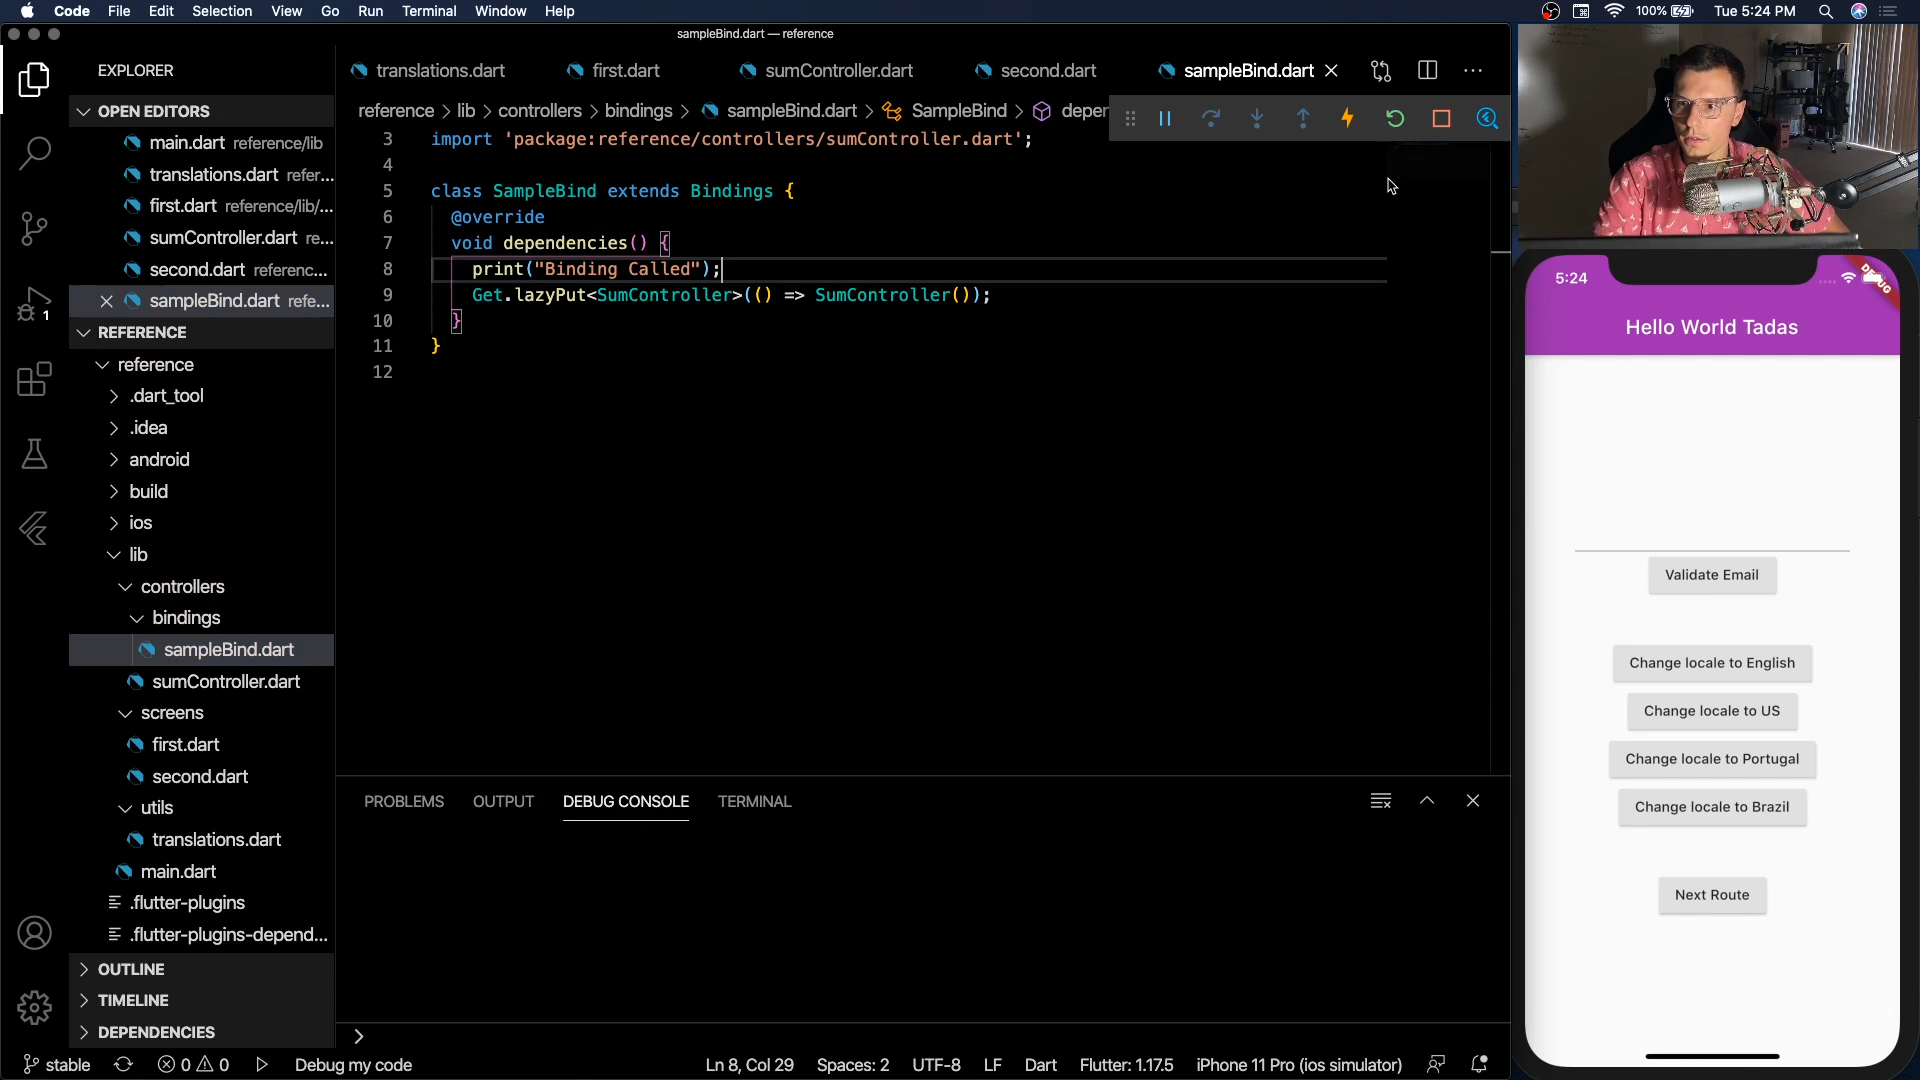 Code File Edit Selection View Go Run Terminal Window Help 100% Tue 5:24 PM
sampleBind.dart — reference
EXPLORER
translations.dart first.dart sumController.dart second.dart sampleBind.dart
OPEN EDITORS
reference > lib > controllers > bindings > sampleBind.dart > SampleBind > deper
main.dart reference/lib
translations.dart refer...
first.dart reference/lib/...
sumController.dart re...
second.dart referenc...
sampleBind.dart refe...
1
REFERENCE
reference
.dart_tool
.idea
android
build
ios
lib
controllers
bindings
sampleBind.dart
sumController.dart
screens
first.dart
second.dart
utils
translations.dart
main.dart
.flutter-plugins
.flutter-plugins-depend...
OUTLINE
TIMELINE
DEPENDENCIES
3 import 'package:reference/controllers/sumController.dart';
4
5 class SampleBind extends Bindings {
6 @override
7 void dependencies() {
8 print("Binding Called");
9 Get.lazyPut<SumController>(() => SumController());
10 }
11 }
12
PROBLEMS OUTPUT DEBUG CONSOLE TERMINAL
stable 0 0 Debug my code Ln 8, Col 29 Spaces: 2 UTF-8 LF Dart Flutter: 1.17.5 iPhone 11 Pro (ios simulator)
5:24
DEBUG
Hello World Tadas
Validate Email
Change locale to English
Change locale to US
Change locale to Portugal
Change locale to Brazil
Next Route